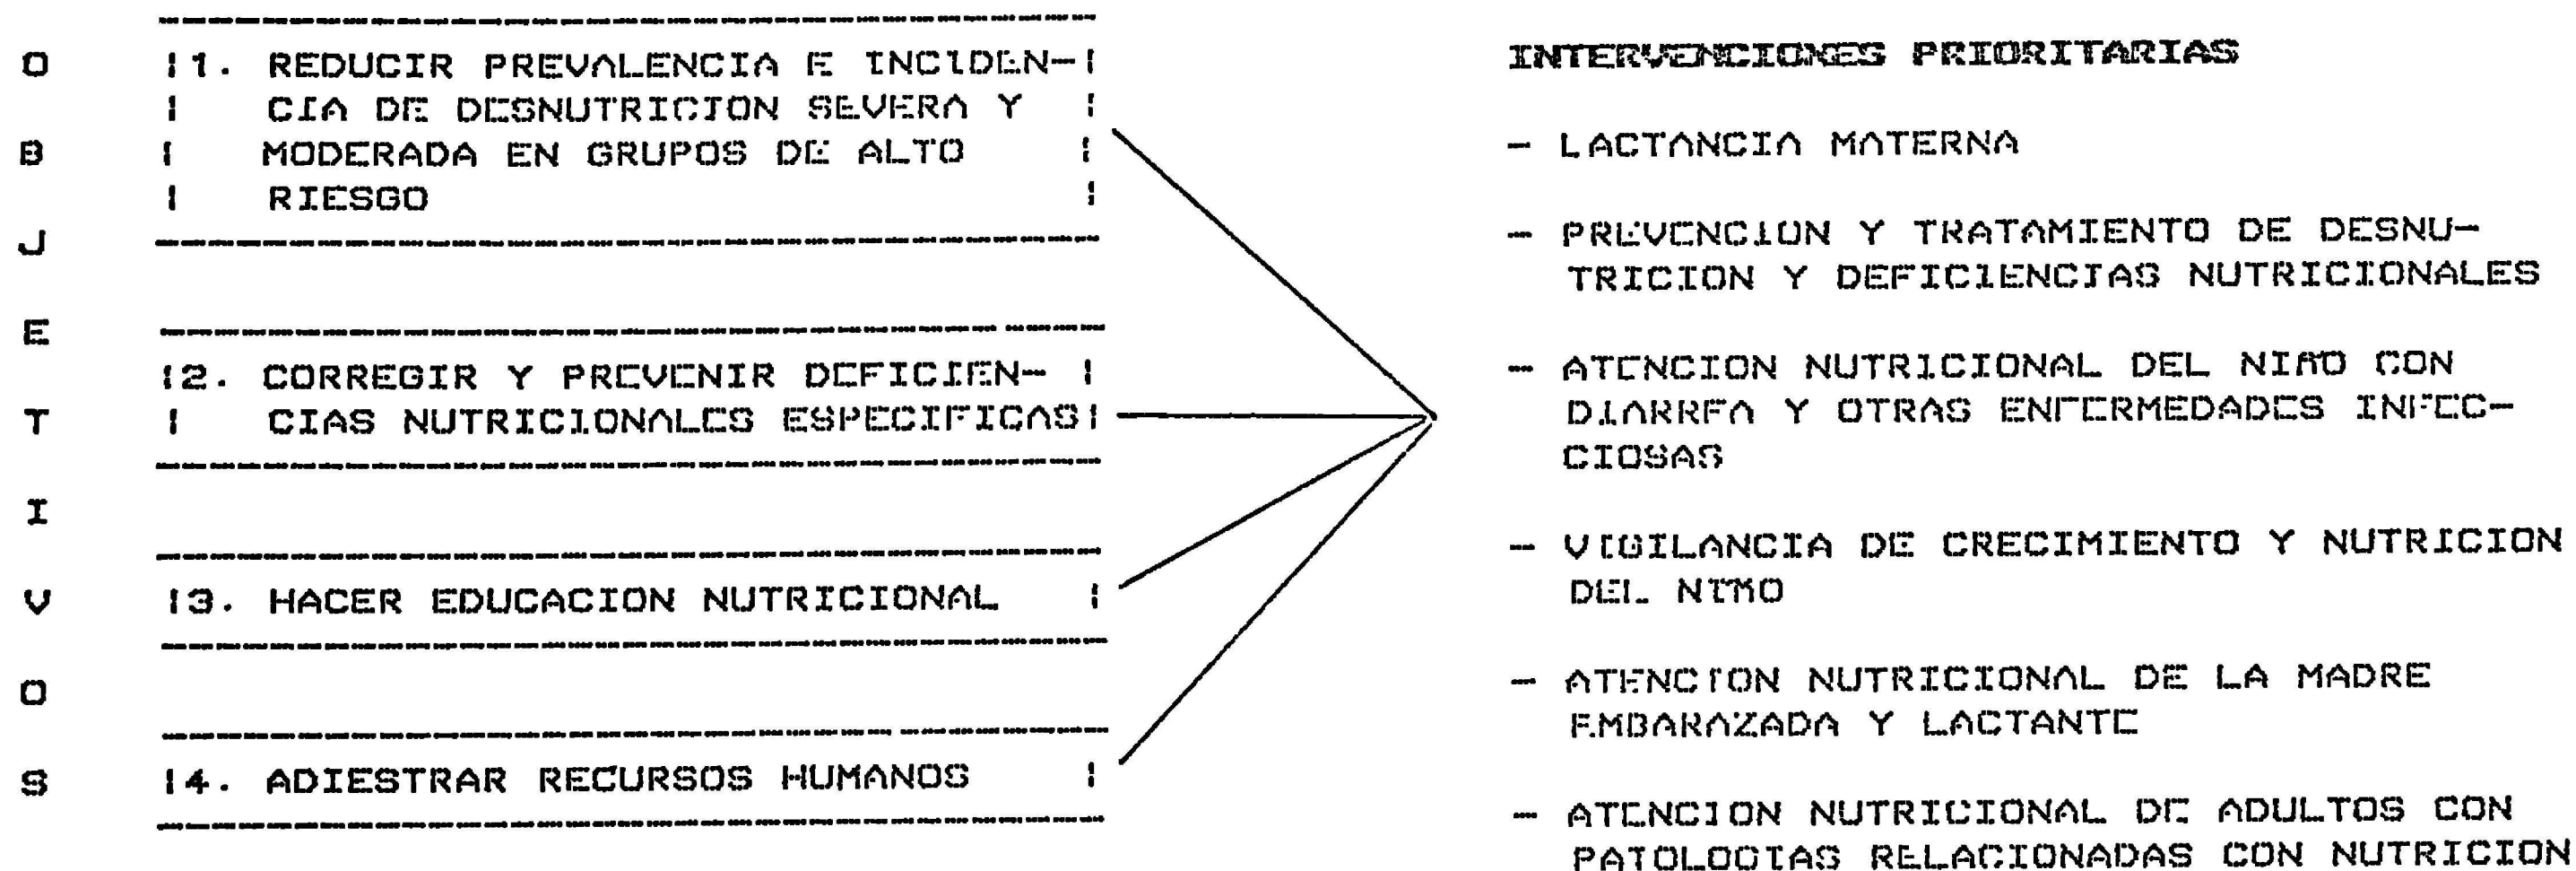 OBJETIVOS
1. REDUCIR PREVALENCIA E INCIDEN-
CIA DE DESNUTRICION SEVERA Y
MODERADA EN GRUPOS DE ALTO
RIESGO
2. CORREGIR Y PREVENIR DEFICIEN-
CIAS NUTRICIONALES ESPECIFICAS
3. HACER EDUCACION NUTRICIONAL
4. ADIESTRAR RECURSOS HUMANOS
INTERVENCIONES PRIORITARIAS
- LACTANCIA MATERNA
- PREVENCION Y TRATAMIENTO DE DESNU-
TRICION Y DEFICIENCIAS NUTRICIONALES
- ATENCION NUTRICIONAL DEL NIÑO CON
DIARREA Y OTRAS ENFERMEDADES INFEC-
CIOSAS
- VIGILANCIA DE CRECIMIENTO Y NUTRICION
DEL NIÑO
- ATENCION NUTRICIONAL DE LA MADRE
EMBARAZADA Y LACTANTE
- ATENCION NUTRICIONAL DE ADULTOS CON
PATOLOGIAS RELACIONADAS CON NUTRICION